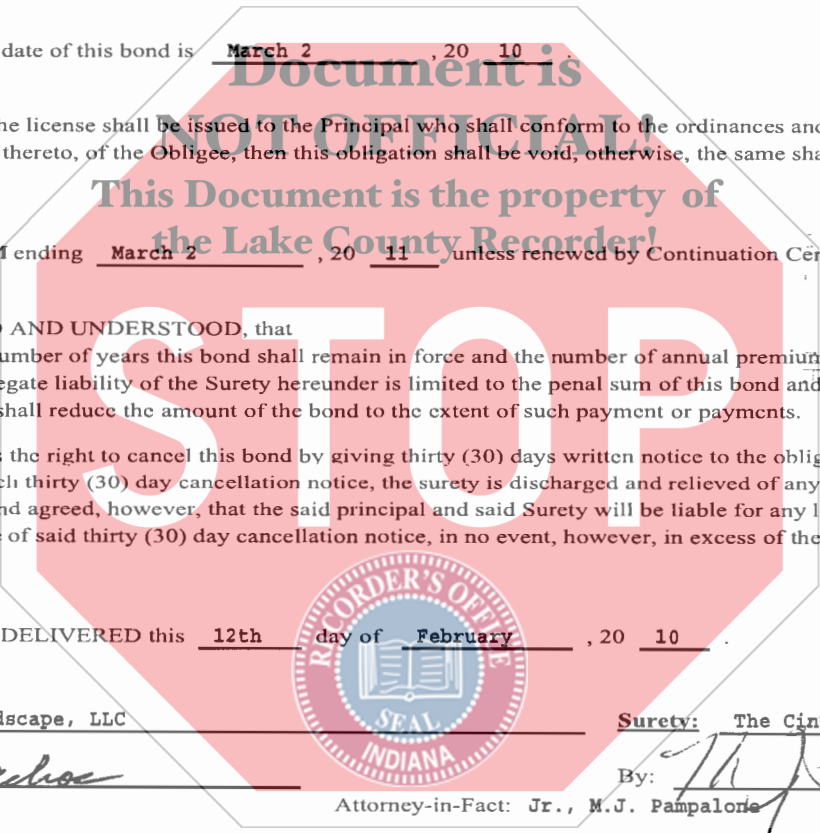 date of this bond is March 2, 20 10.
Document is
he license shall be issued to the Principal who shall conform to the ordinances and
NOT OFFICIAL!
thereto, of the Obligee, then this obligation shall be void, otherwise, the same sha
This Document is the property of
the Lake County Recorder!
M ending March 2, 20 11 unless renewed by Continuation Cer
AND UNDERSTOOD, that
umber of years this bond shall remain in force and the number of annual premium
egate liability of the Surety hereunder is limited to the penal sum of this bond and
shall reduce the amount of the bond to the extent of such payment or payments.
STOP
s the right to cancel this bond by giving thirty (30) days written notice to the oblig
ch thirty (30) day cancellation notice, the surety is discharged and relieved of any
nd agreed, however, that the said principal and said Surety will be liable for any l
e of said thirty (30) day cancellation notice, in no event, however, in excess of the
DELIVERED this 12th day of February, 20 10.
RECORDER'S OFFICE
SEAL
INDIANA
dscape, LLC
Surety: The Cin
By:
Attorney-in-Fact: Jr., M.J. Pampalone